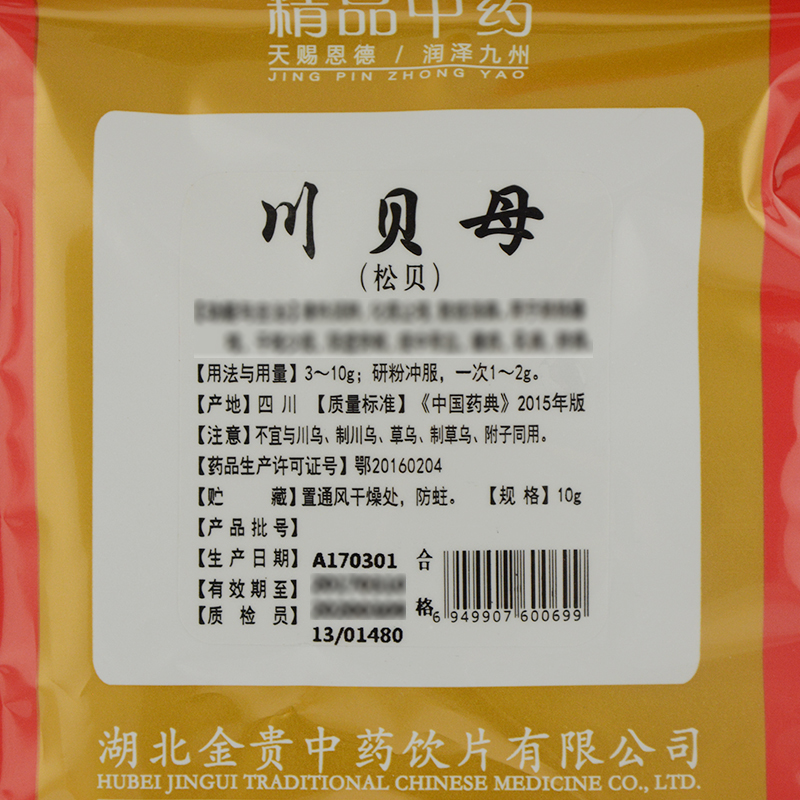 精品中药
天赐恩德 / 润泽九州
JING PIN ZHONG YAO
川贝母
(松贝)
【用法与用量】3～10g；研粉冲服，一次1～2g。
【产地】四 川 【质量标准】《中国药典》2015年版
【注意】不宜与川乌、制川乌、草乌、制草乌、附子同用。
【药品生产许可证号】鄂20160204
【贮 藏】置通风干燥处，防蛀。 【规 格】10g
【产 品 批 号】
【生 产 日 期】 A170301 合
【有 效 期 至】
【质 检 员】 格
13/01480
6 949907 600699
湖北金贵中药饮片有限公司
HUBEI JINGUI TRADITIONAL CHINESE MEDICINE CO., LTD.